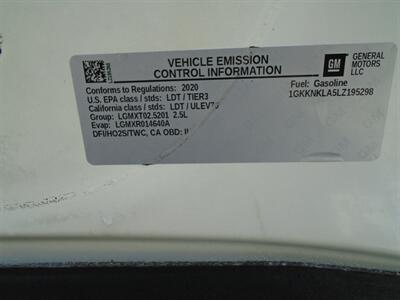 VEHICLE EMISSION
CONTROL INFORMATION
GM
GENERAL
MOTORS
LLC
Conforms to Regulations: 2020
Fuel: Gasoline
U.S. EPA class / stds: LDT / TIER3
1GKKNKLA5LZ195298
California class / stds: LDT / ULEV70
Group: LGMXT02.5201 2.5L
Evap: LGMXR014640A
DFI/HO2S/TWC, CA OBD: II